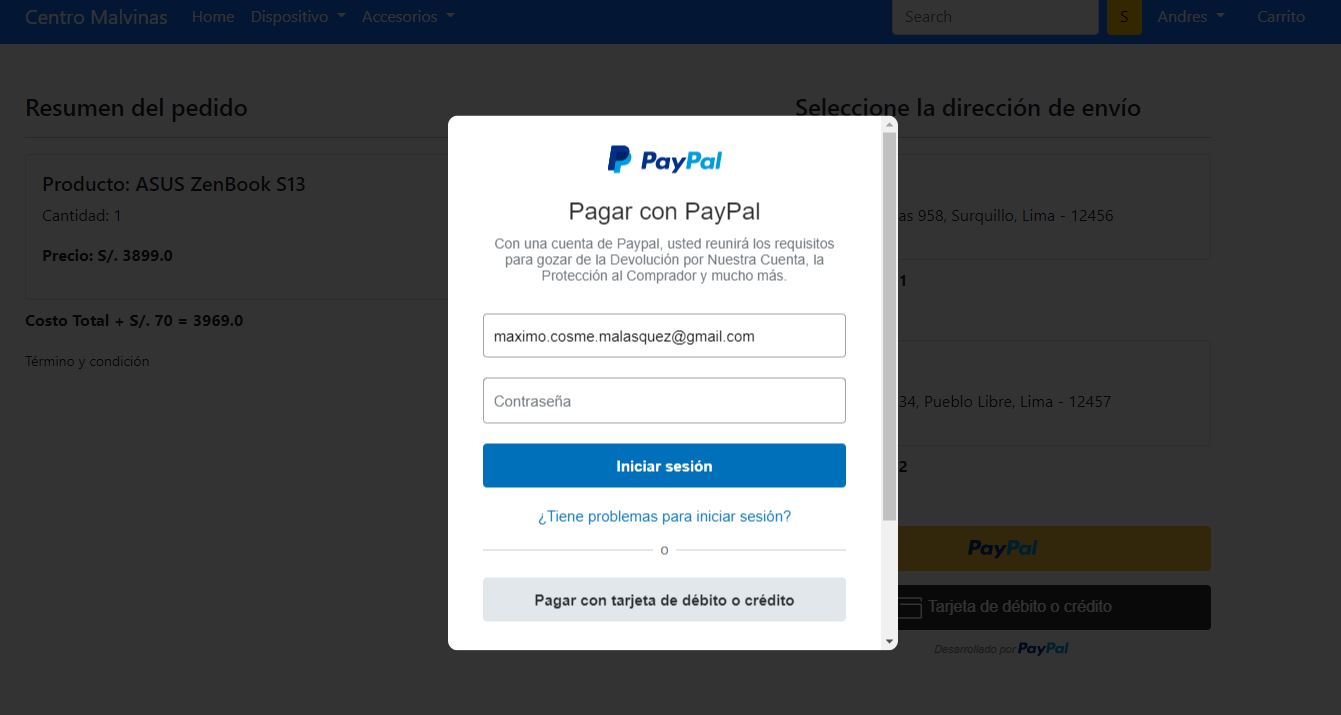 Centro Malvinas Home Dispositivo Accesorios Search S Andres Carrito
Resumen del pedido
Producto: ASUS ZenBook S13
Cantidad: 1
Precio: S/. 3899.0
Costo Total + S/. 70 = 3969.0
Término y condición
PayPal
Pagar con PayPal
Con una cuenta de Paypal, usted reunirá los requisitos
para gozar de la Devolución por Nuestra Cuenta, la
Protección al Comprador y mucho más.
maximo.cosme.malasquez@gmail.com
Contraseña
Iniciar sesión
¿Tiene problemas para iniciar sesión?
o
Pagar con tarjeta de débito o crédito
Seleccione la dirección de envío
958, Surquillo, Lima - 12456
1
34, Pueblo Libre, Lima - 12457
2
PayPal
Tarjeta de débito o crédito
Desarrollado por PayPal